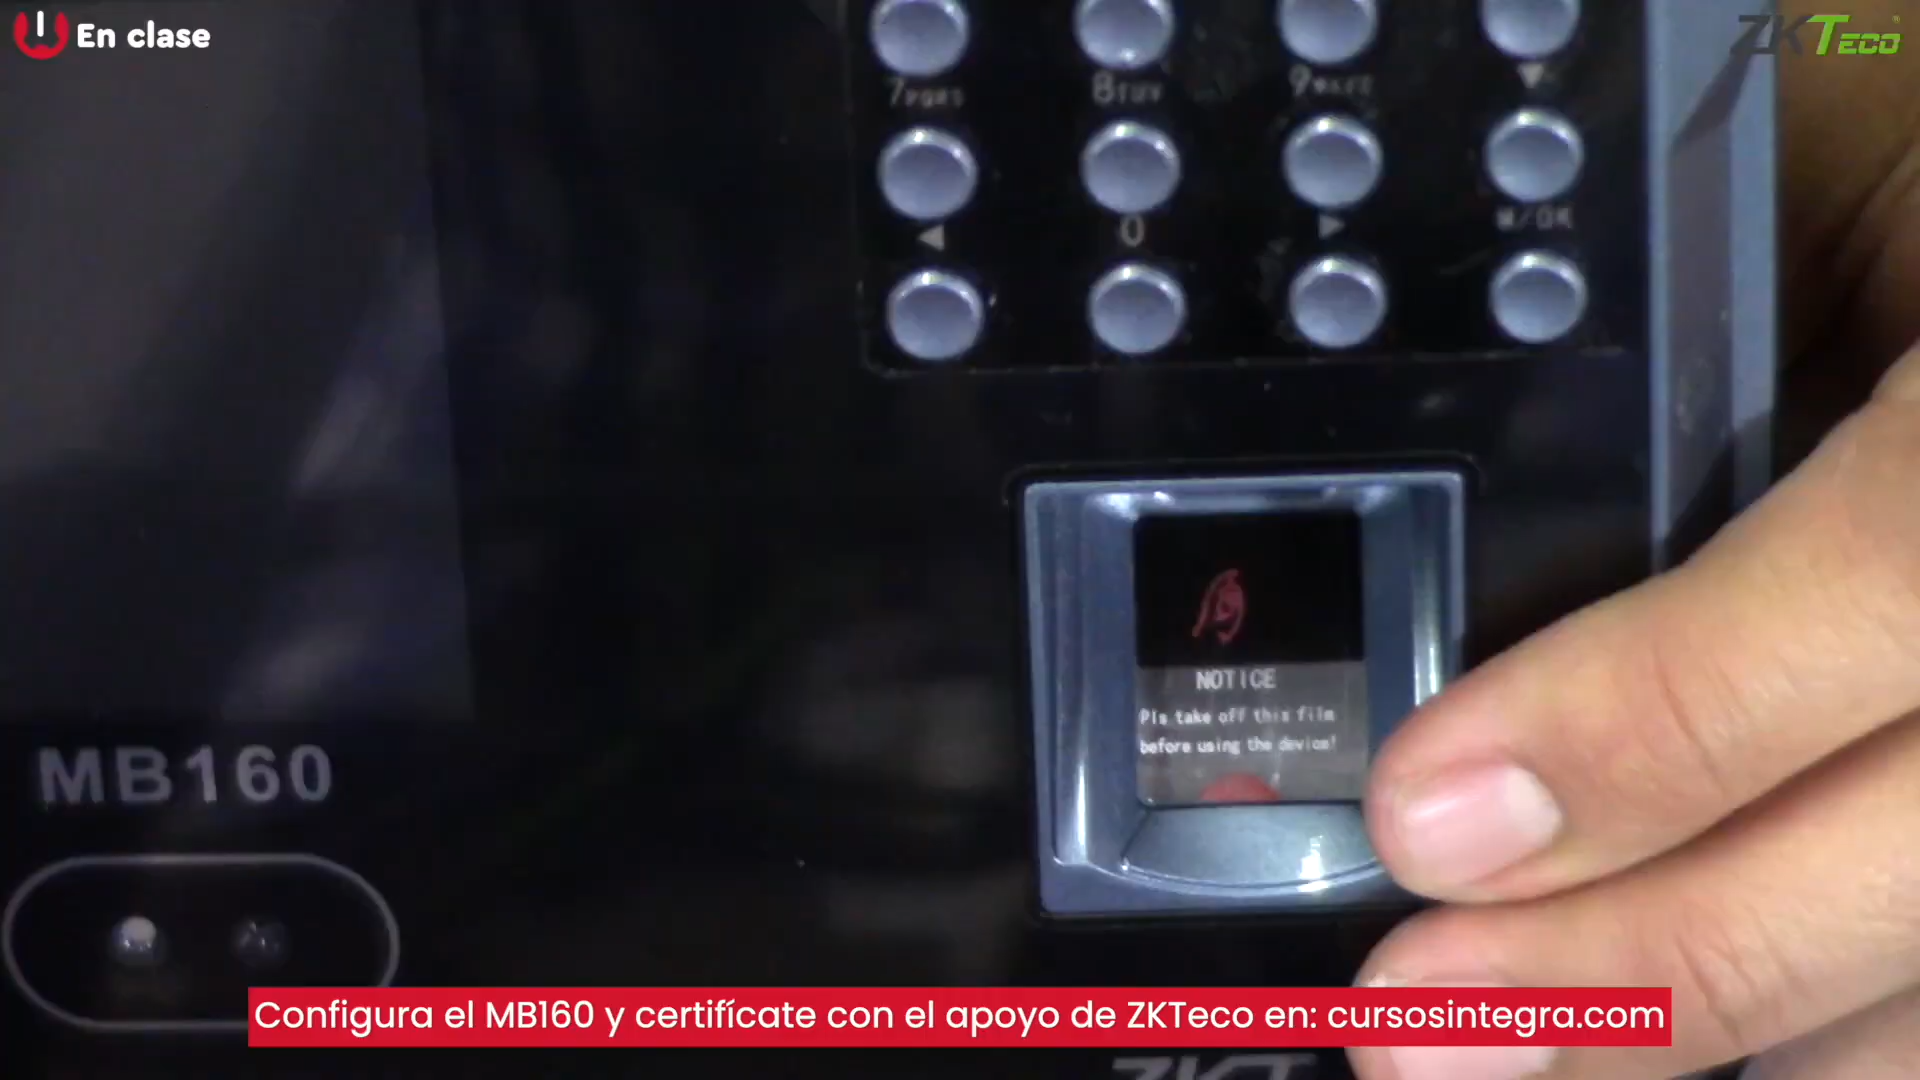 En clase
ZKTECO
7PQRS
8TUV
9WXYZ
0
M/OK
NOTICE
Pls take off this film
before using the device!
MB160
Configura el MB160 y certifícate con el apoyo de ZKTeco en: cursosintegra.com
ZKT